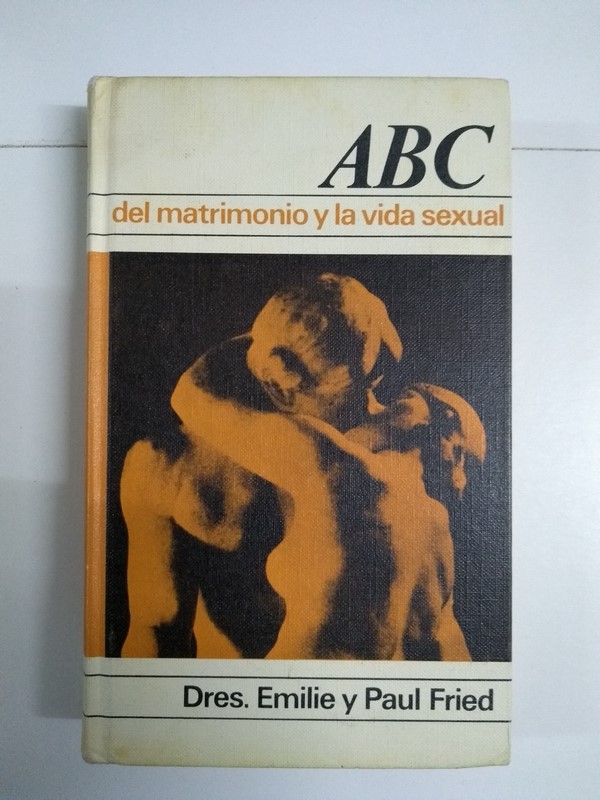 ABC
del matrimonio y la vida sexual
Dres. Emilie y Paul Fried